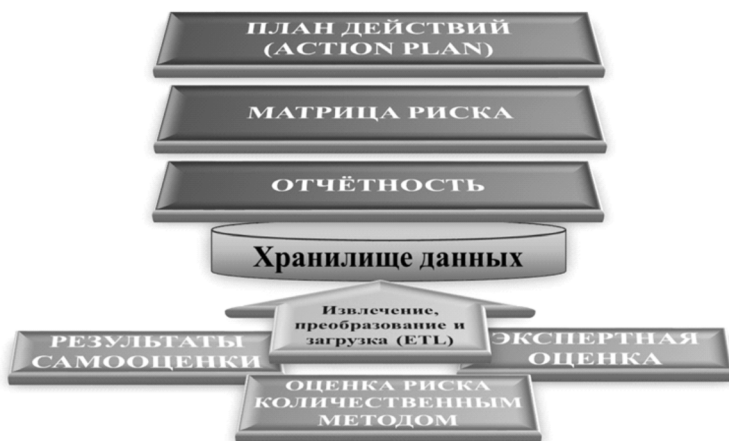 ПЛАН ДЕЙСТВИЙ
(ACTION PLAN)
МАТРИЦА РИСКА
ОТЧЁТНОСТЬ
Хранилище данных
Извлечение,
преобразование и
загрузка (ETL)
РЕЗУЛЬТАТЫ
САМООЦЕНКИ
ЭКСПЕРТНАЯ
ОЦЕНКА
ОЦЕНКА РИСКА
КОЛИЧЕСТВЕННЫМ
МЕТОДОМ